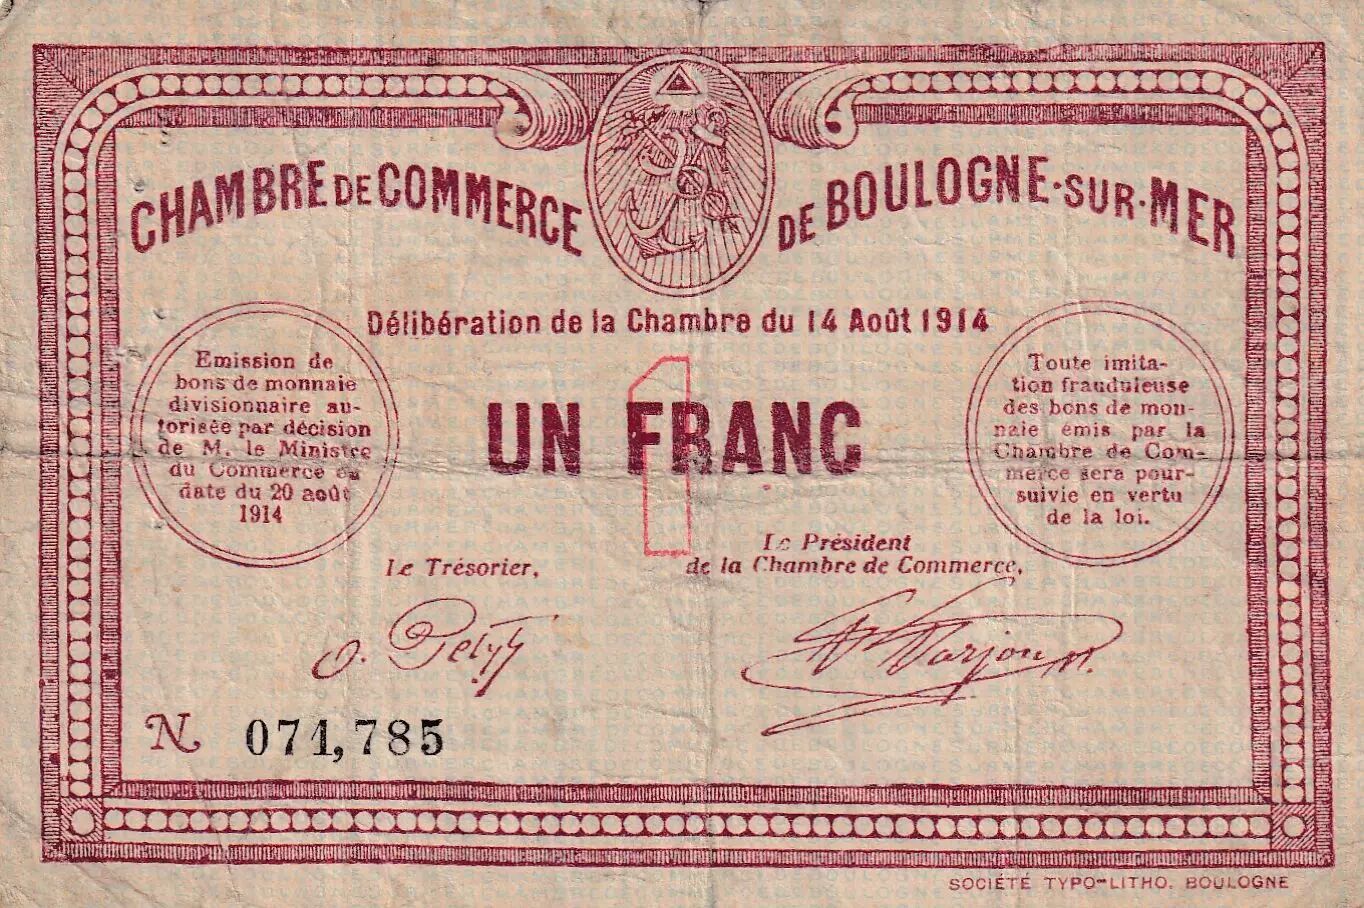 CHAMBRE DE COMMERCE DE BOULOGNE-SUR-MER
Délibération de la Chambre du 14 Août 1914
Emission de
bons de monnaie
divisionnaire au-
torisée par décision
de M. le Ministre
du Commerce en
date du 20 août
1914
1
UN FRANC
Toute imita-
tion frauduleuse
des bons de mon-
naie émis par la
Chambre de Com-
merce sera pour-
suivie en vertu
de la loi.
Le Trésorier,
Le Président
de la Chambre de Commerce,
N. 071,785
SOCIÉTÉ TYPO-LITHO. BOULOGNE